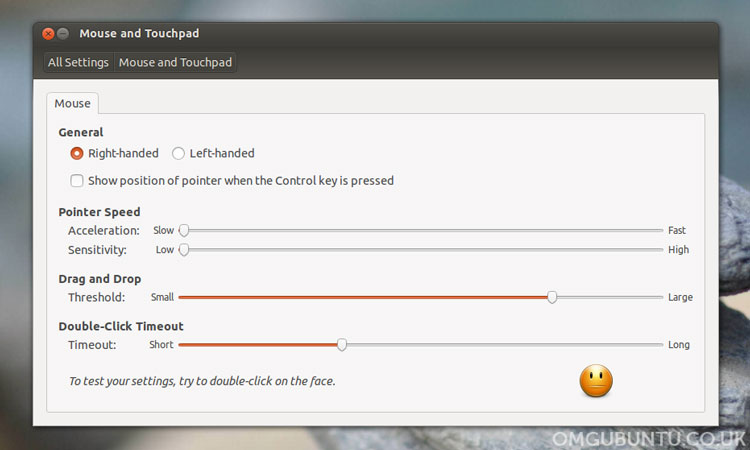 Mouse and Touchpad
All Settings Mouse and Touchpad
Mouse
General
Right-handed Left-handed
Show position of pointer when the Control key is pressed
Pointer Speed
Acceleration: Slow Fast
Sensitivity: Low High
Drag and Drop
Threshold: Small Large
Double-Click Timeout
Timeout: Short Long
To test your settings, try to double-click on the face.
OMGUBUNTU.CO.UK